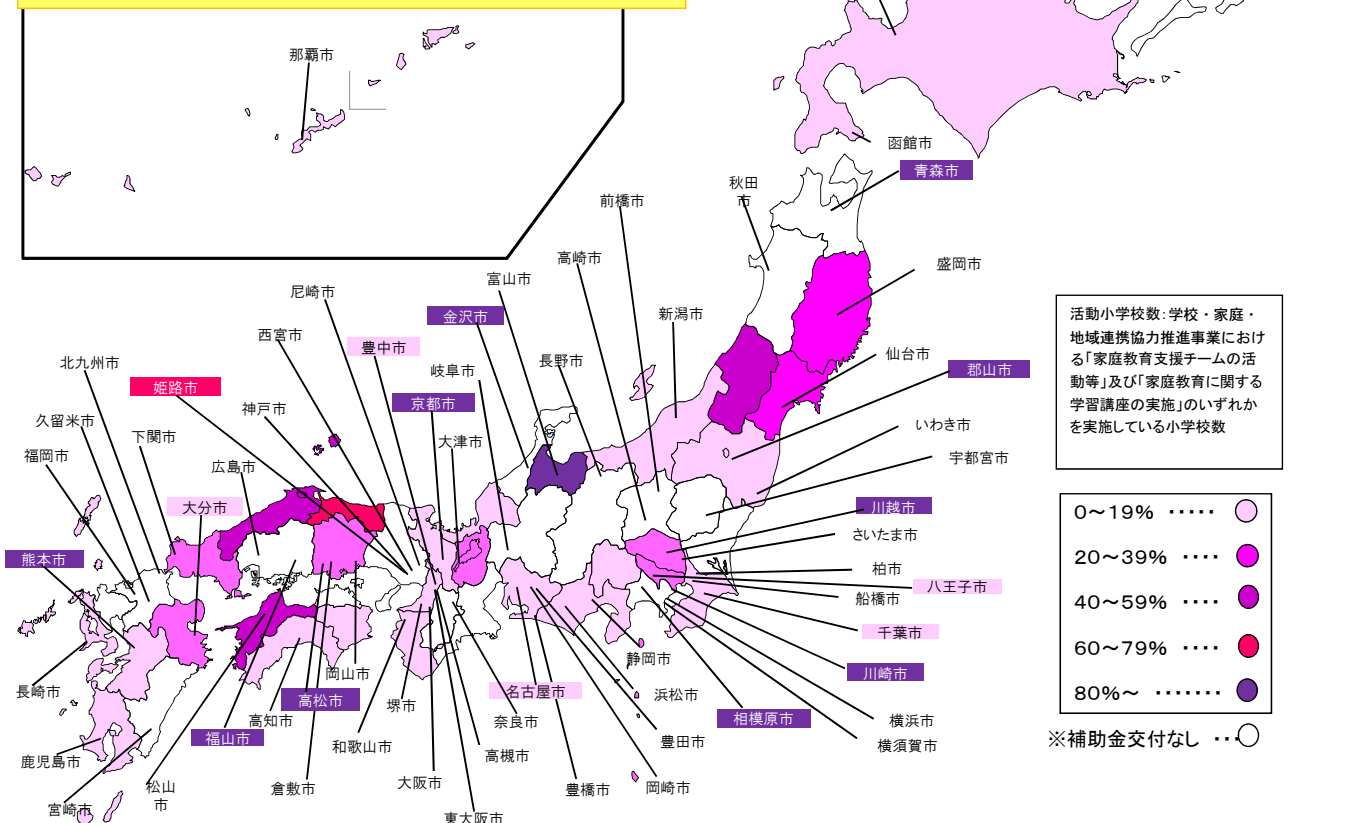 那覇市
函館市
青森市
秋田
市
前橋市
高崎市
盛岡市
富山市
尼崎市
金沢市
新潟市
西宮市
豊中市
仙台市
長野市
郡山市
北九州市
岐阜市
姫路市
京都市
神戸市
久留米市
いわき市
下関市
大津市
福岡市
広島市
宇都宮市
大分市
川越市
さいたま市
熊本市
柏市
八王子市
船橋市
千葉市
静岡市
川崎市
岡山市
長崎市
名古屋市
浜松市
高松市
堺市
相模原市
高知市
奈良市
横浜市
福山市
和歌山市
豊田市
横須賀市
高槻市
鹿児島市
大阪市
松山
市
倉敷市
豊橋市
岡崎市
宮崎市
東大阪市
活動小学校数:学校・家庭・
地域連携協力推進事業におけ
る「家庭教育支援チームの活
動等」及び「家庭教育に関する
学習講座の実施」のいずれか
を実施している小学校数
0～19% ‥‥‥
20～39% ‥‥
40～59% ‥‥
60～79% ‥‥
80%～ ‥‥‥‥
※補助金交付なし ‥‥